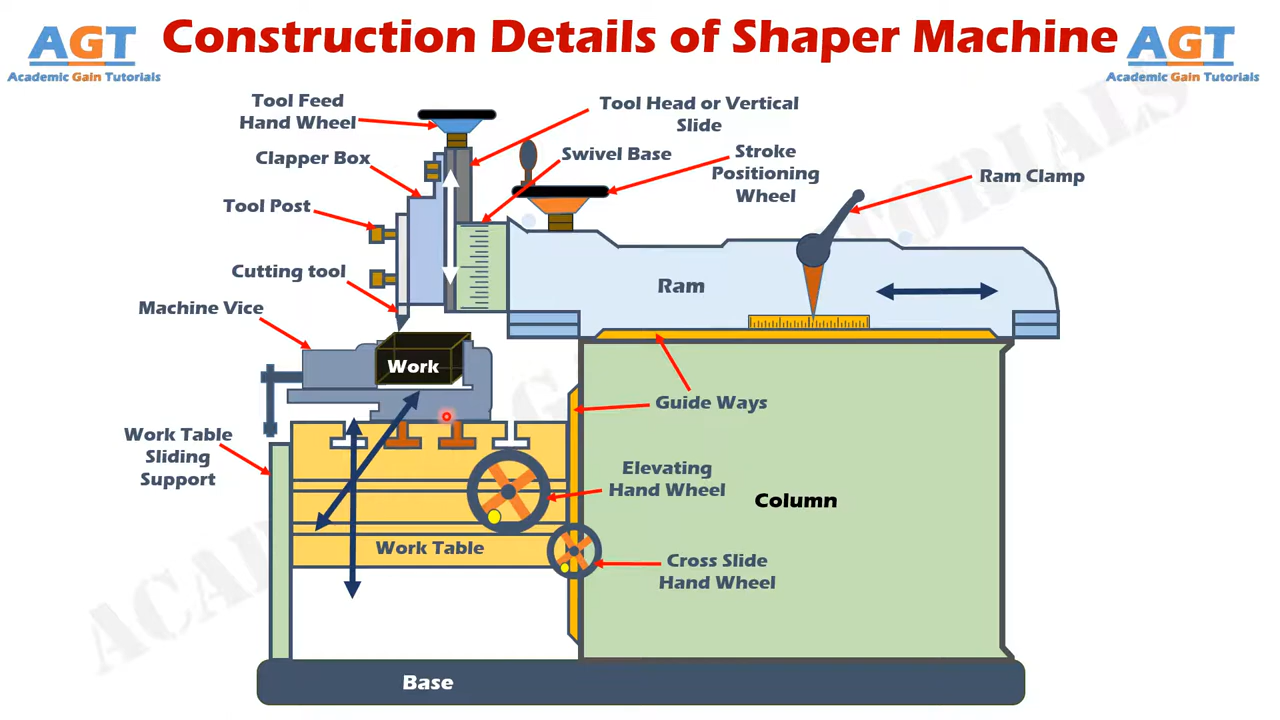 AGT
Academic Gain Tutorials
Construction Details of Shaper Machine
AGT
Academic Gain Tutorials
Tool Feed
Hand Wheel
Tool Head or Vertical
Slide
Clapper Box
Swivel Base
Stroke
Positioning
Wheel
Ram Clamp
Tool Post
Cutting tool
Ram
Machine Vice
Work
Guide Ways
Work Table
Sliding
Support
Elevating
Hand Wheel
Column
Work Table
Cross Slide
Hand Wheel
Base